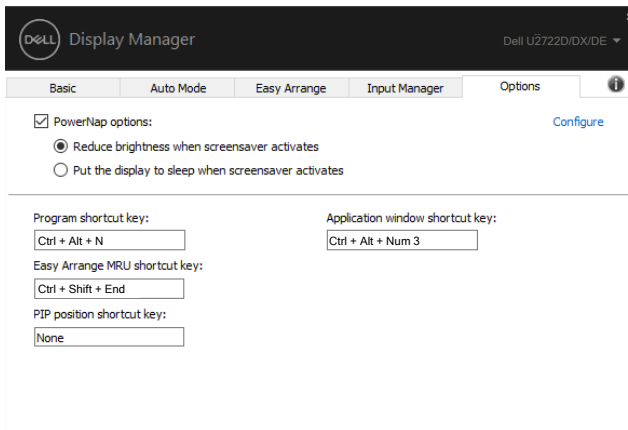 DELL Display Manager
Dell U2722D/DX/DE
Basic Auto Mode Easy Arrange Input Manager Options
PowerNap options: Configure
Reduce brightness when screensaver activates
Put the display to sleep when screensaver activates
Program shortcut key: Application window shortcut key:
Ctrl + Alt + N Ctrl + Alt + Num 3
Easy Arrange MRU shortcut key:
Ctrl + Shift + End
PIP position shortcut key:
None